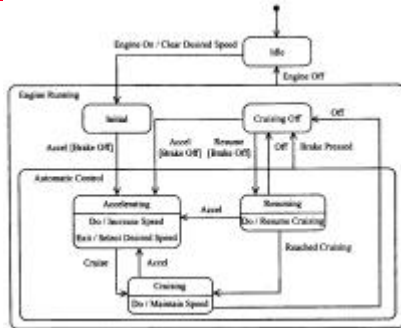 Idle
Engine On / Clear Desired Speed
Engine Off
Engine Running
Initial
Cruising Off
Off
Accel [Brake Off]
Accel
[Brake Off]
Resume
[Brake Off]
Off
Brake Pressed
Automatic Control
Accelerating
Do / Increase Speed
Exit / Select Desired Speed
Accel
Resuming
Do / Resume Cruising
Cruise
Accel
Reached Cruising
Cruising
Do / Maintain Speed